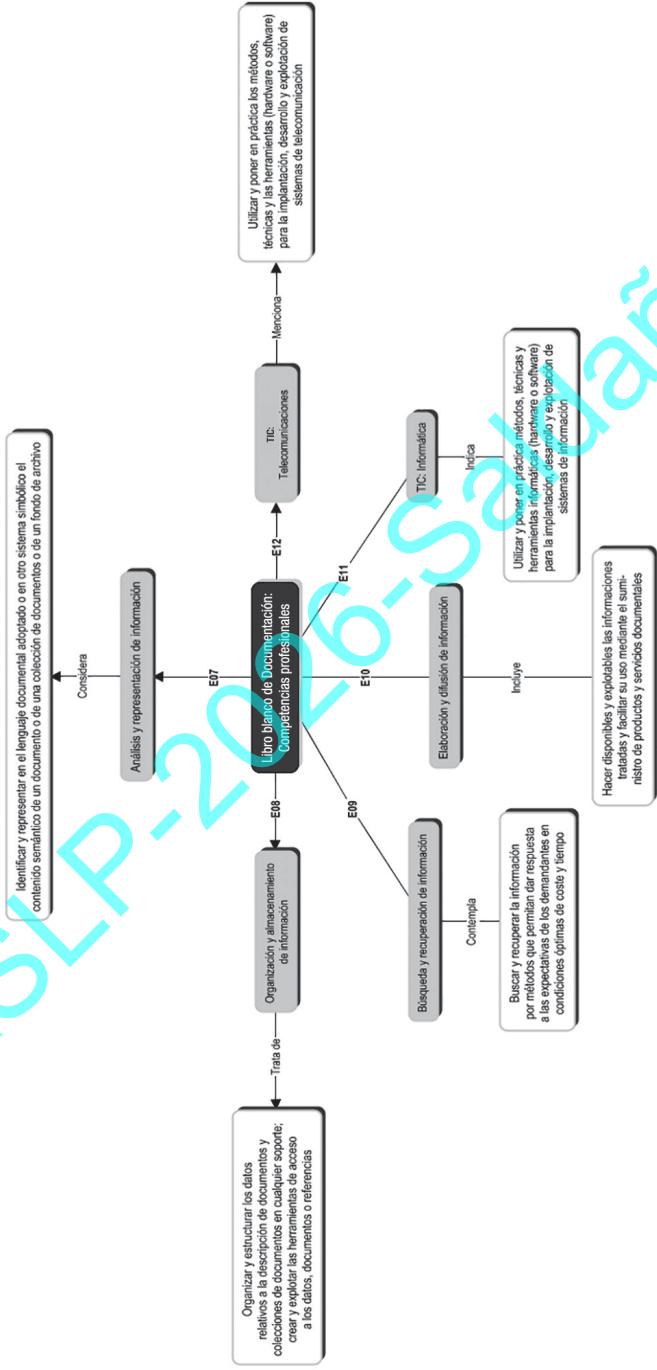 Identificar y representar en el lenguaje documental adoptado o en otro sistema simbólico el
contenido semántico de un documento o de una colección de documentos o de un fondo de archivo
Considera
Análisis y representación de información
E07
Organizar y estructurar los datos
relativos a la descripción de documentos y
colecciones de documentos en cualquier soporte;
crear y explotar las herramientas de acceso
a los datos, documentos o referencias
Trata de
Organización y almacenamiento
de información
E08
Libro blanco de Documentación:
Competencias profesionales
E12
TIC:
Telecomunicaciones
Menciona
Utilizar y poner en práctica los métodos,
técnicas y las herramientas (hardware o software)
para la implantación, desarrollo y explotación de
sistemas de telecomunicación
E09
Búsqueda y recuperación de información
Contempla
Buscar y recuperar la información
por métodos que permitan dar respuesta
a las expectativas de los demandantes en
condiciones óptimas de coste y tiempo
E10
Elaboración y difusión de información
Incluye
Hacer disponibles y explotables las informaciones
tratadas y facilitar su uso mediante el sumi-
nistro de productos y servicios documentales
E11
TIC: Informática
Indica
Utilizar y poner en práctica métodos, técnicas y
herramientas informáticas (hardware o software)
para la implantación, desarrollo y explotación de
sistemas de información
SLP-2026-Saldañ